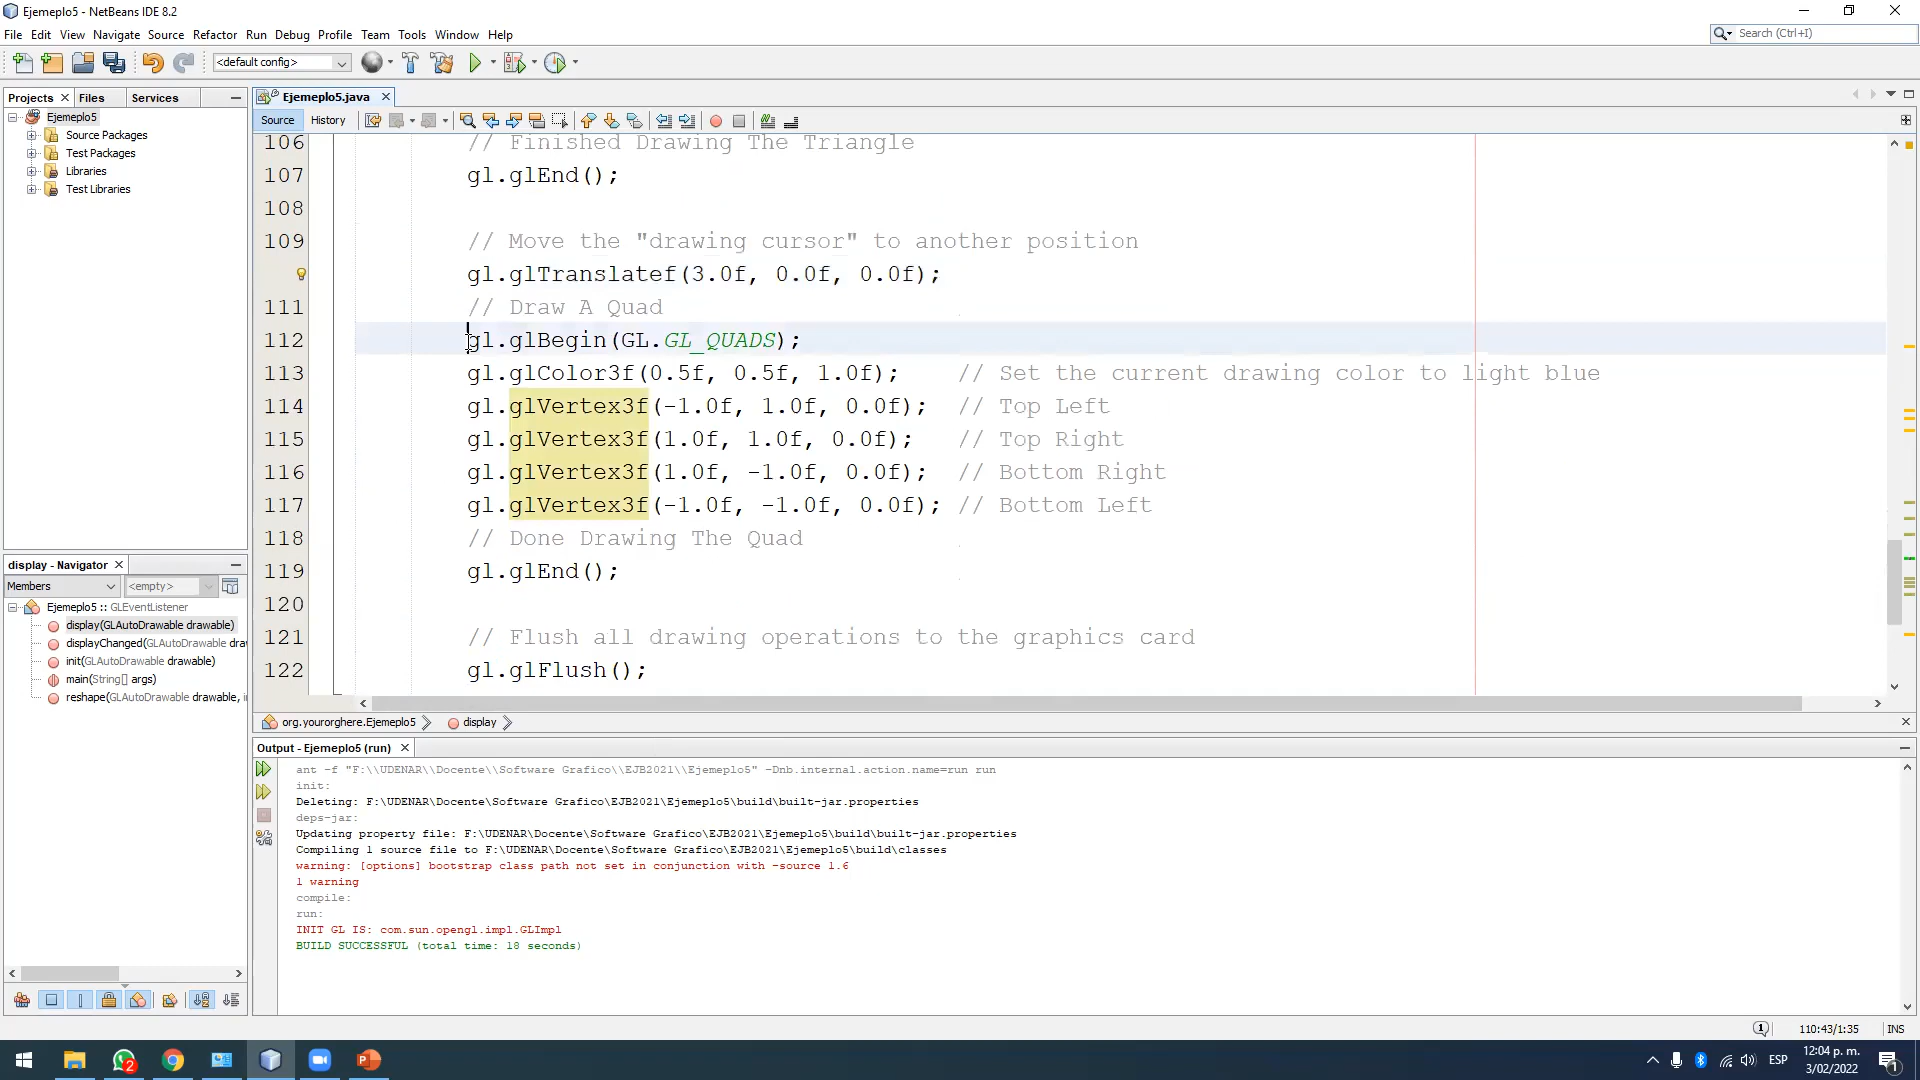 Ejemeplo5 - NetBeans IDE 8.2
File Edit View Navigate Source Refactor Run Debug Profile Team Tools Window Help
Search (Ctrl+I)
<default config>
Projects Files Services
Ejemeplo5.java
Ejemeplo5
Source Packages
Test Packages
Libraries
Test Libraries
Source History
106 // Finished Drawing The Triangle
107 gl.glEnd();
108
109 // Move the "drawing cursor" to another position
gl.glTranslatef(3.0f, 0.0f, 0.0f);
111 // Draw A Quad
112 gl.glBegin(GL.GL_QUADS);
113 gl.glColor3f(0.5f, 0.5f, 1.0f); // Set the current drawing color to light blue
114 gl.glVertex3f(-1.0f, 1.0f, 0.0f); // Top Left
115 gl.glVertex3f(1.0f, 1.0f, 0.0f); // Top Right
116 gl.glVertex3f(1.0f, -1.0f, 0.0f); // Bottom Right
117 gl.glVertex3f(-1.0f, -1.0f, 0.0f); // Bottom Left
118 // Done Drawing The Quad
119 gl.glEnd();
120
121 // Flush all drawing operations to the graphics card
122 gl.glFlush();
display - Navigator
Members <empty>
Ejemeplo5 :: GLEventListener
display(GLAutoDrawable drawable)
displayChanged(GLAutoDrawable dra
init(GLAutoDrawable drawable)
main(String[] args)
reshape(GLAutoDrawable drawable, i
org.yourorghere.Ejemeplo5 display
Output - Ejemeplo5 (run)
ant -f "F:\\UDENAR\\Docente\\Software Grafico\\EJB2021\\Ejemeplo5" -Dnb.internal.action.name=run run
init:
Deleting: F:\UDENAR\Docente\Software Grafico\EJB2021\Ejemeplo5\build\built-jar.properties
deps-jar:
Updating property file: F:\UDENAR\Docente\Software Grafico\EJB2021\Ejemeplo5\build\built-jar.properties
Compiling 1 source file to F:\UDENAR\Docente\Software Grafico\EJB2021\Ejemeplo5\build\classes
warning: [options] bootstrap class path not set in conjunction with -source 1.6
1 warning
compile:
run:
INIT GL IS: com.sun.opengl.impl.GLImpl
BUILD SUCCESSFUL (total time: 18 seconds)
1 110:43/1:35 INS
2
ESP
12:04 p. m.
3/02/2022
1